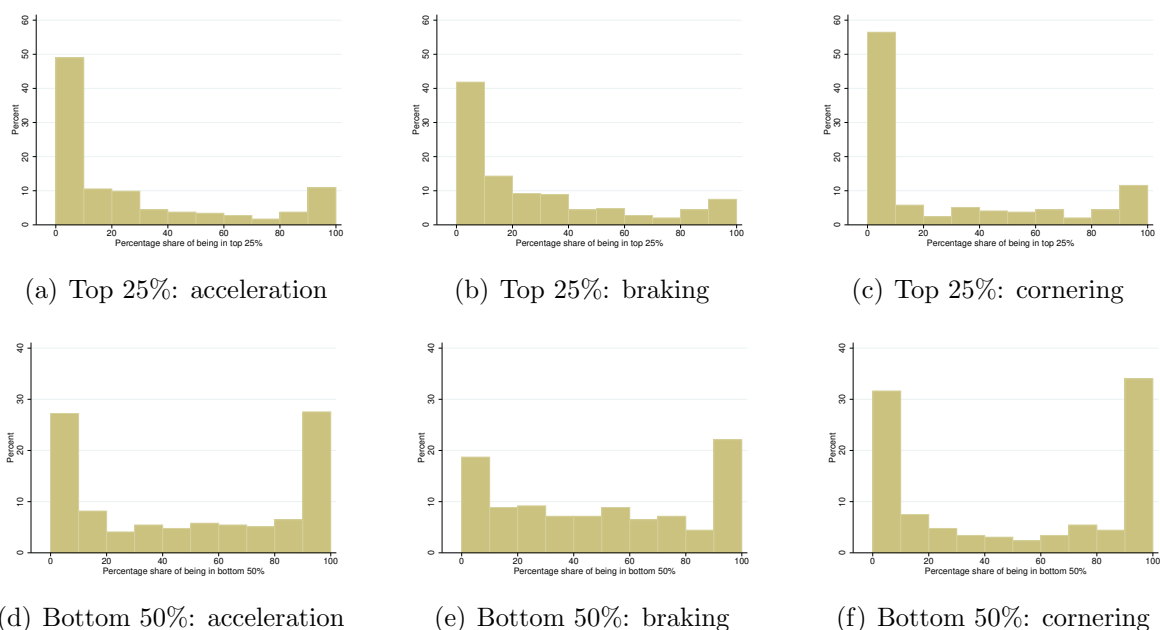 60
50
40
30
20
10
0
Percent
0 20 40 60 80 100
Percentage share of being in top 25%
(a) Top 25%: acceleration
60
50
40
30
20
10
0
Percent
0 20 40 60 80 100
Percentage share of being in top 25%
(b) Top 25%: braking
60
50
40
30
20
10
0
Percent
0 20 40 60 80 100
Percentage share of being in top 25%
(c) Top 25%: cornering
40
30
20
10
0
Percent
0 20 40 60 80 100
Percentage share of being in bottom 50%
(d) Bottom 50%: acceleration
40
30
20
10
0
Percent
0 20 40 60 80 100
Percentage share of being in bottom 50%
(e) Bottom 50%: braking
40
30
20
10
0
Percent
0 20 40 60 80 100
Percentage share of being in bottom 50%
(f) Bottom 50%: cornering